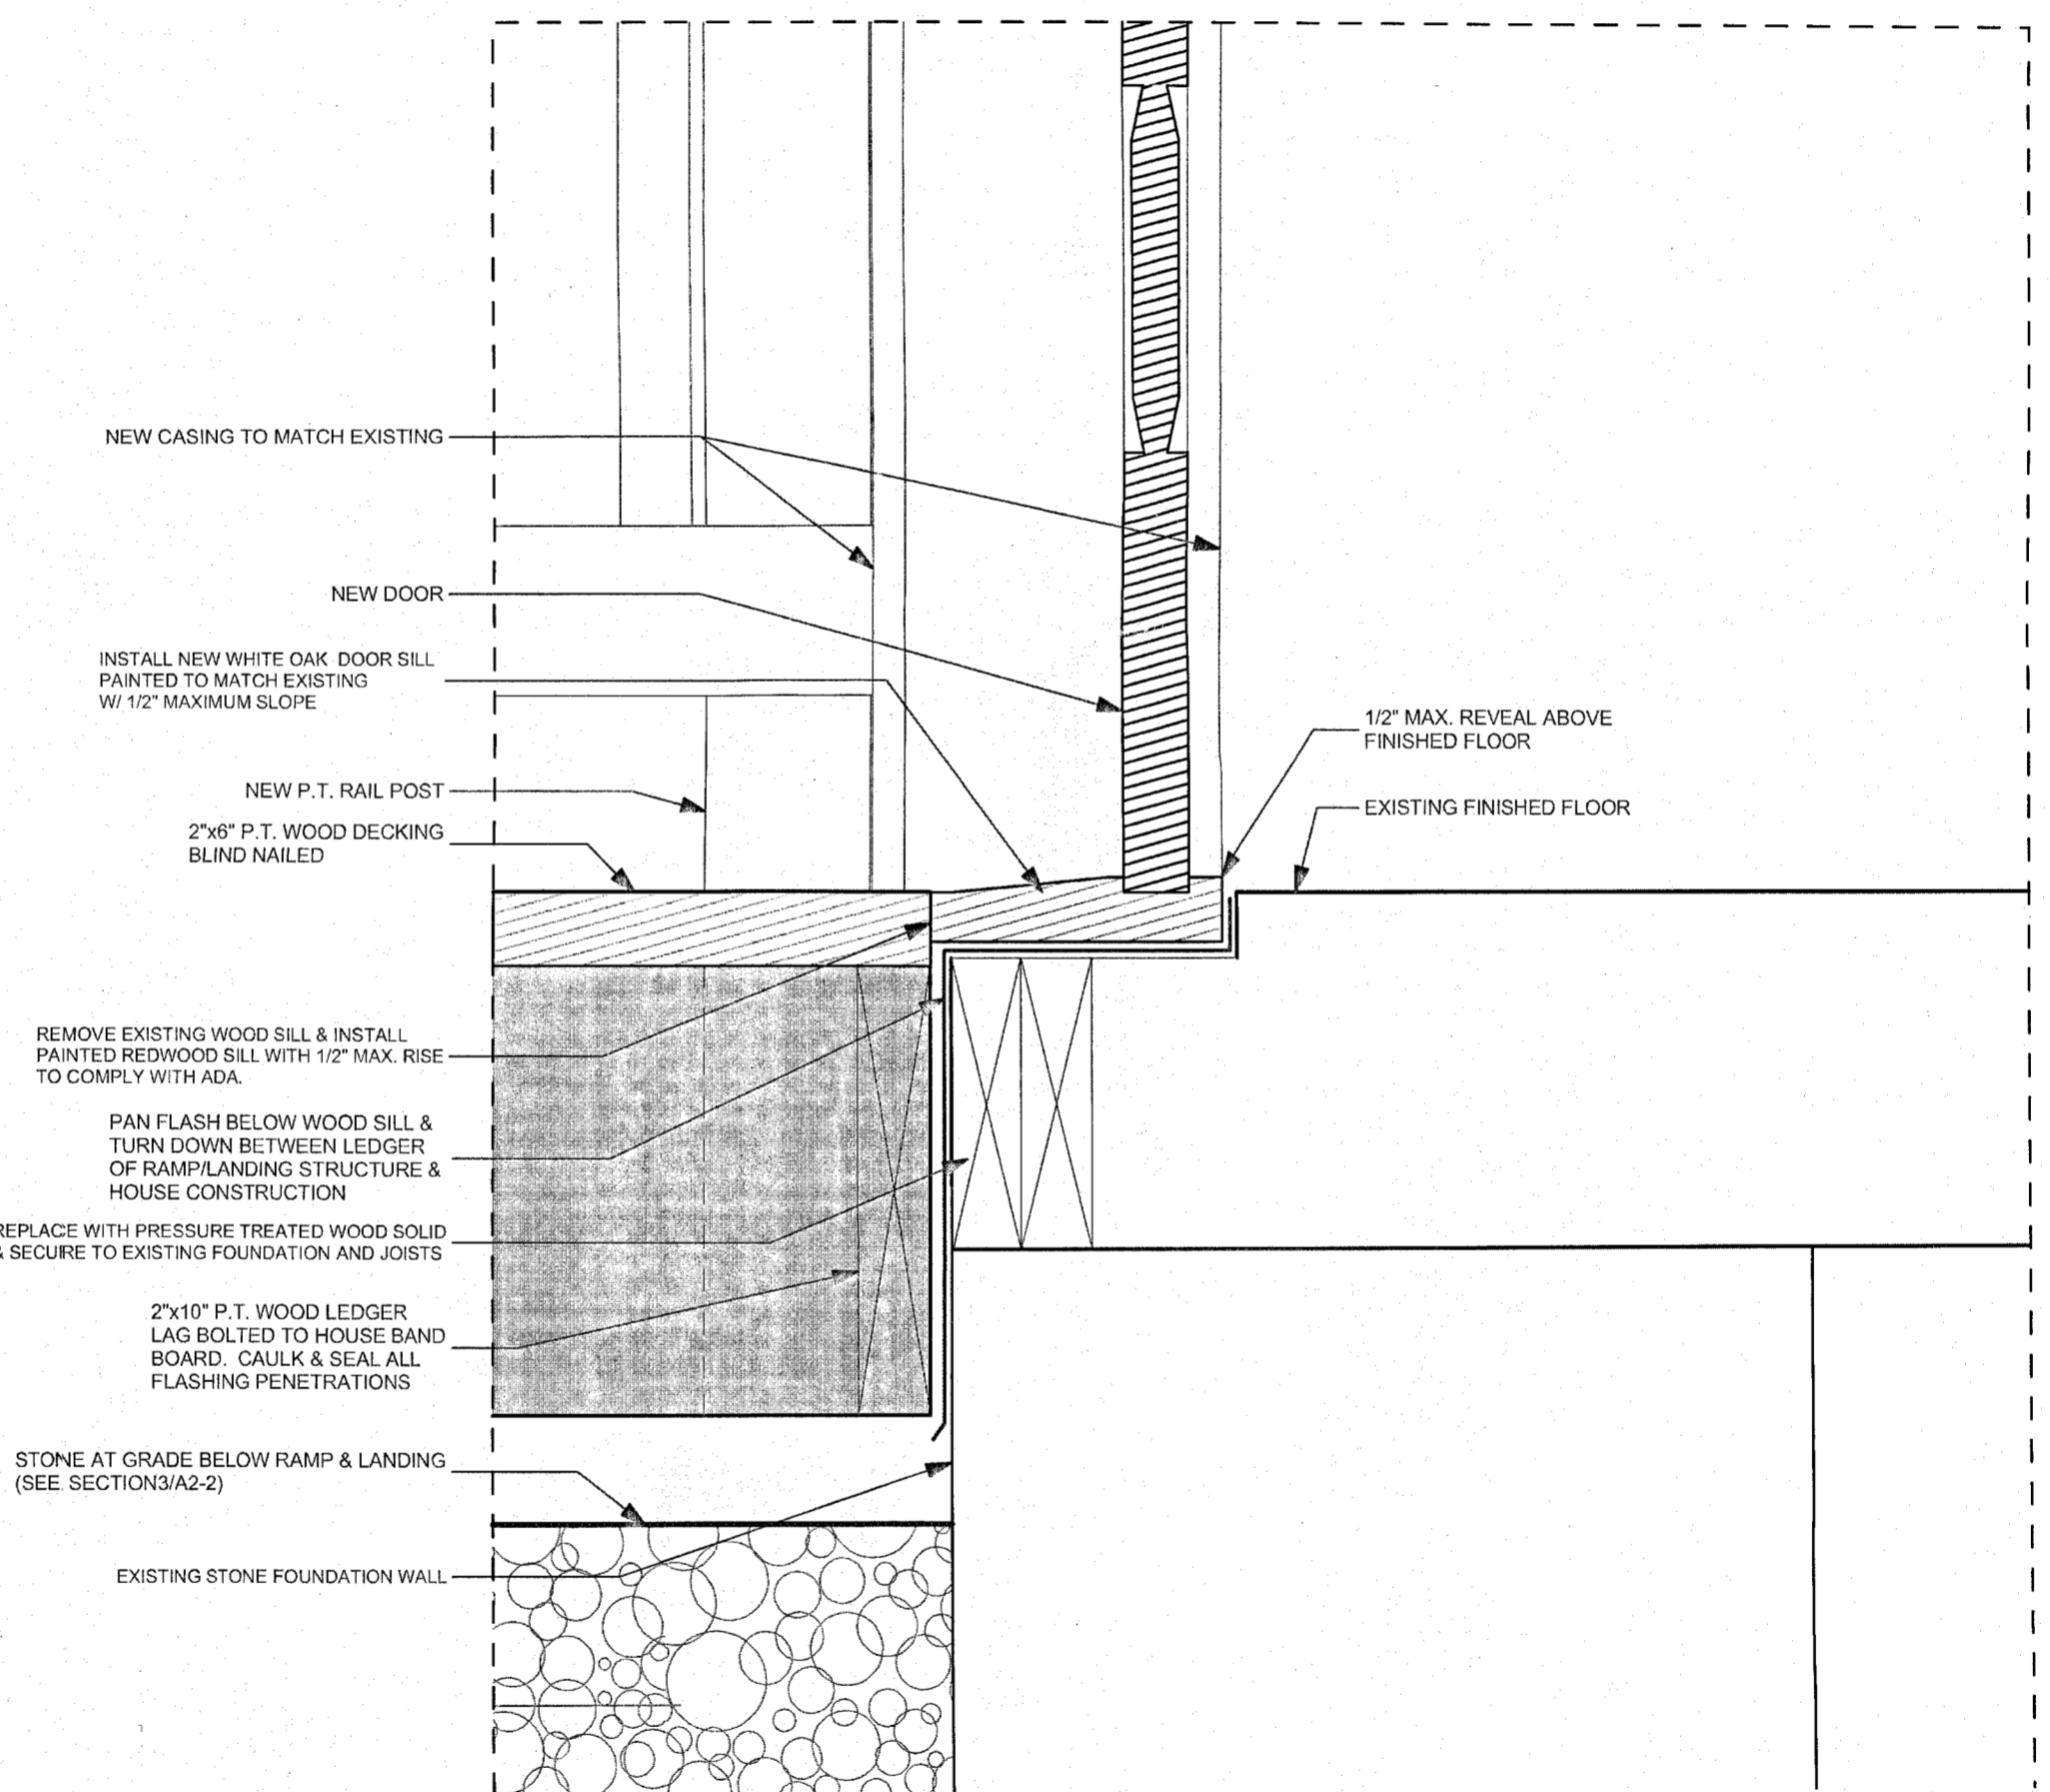 NEW CASING TO MATCH EXISTING
NEW DOOR
INSTALL NEW WHITE OAK DOOR SILL
PAINTED TO MATCH EXISTING
W/ 1/2" MAXIMUM SLOPE
1/2" MAX. REVEAL ABOVE
FINISHED FLOOR
NEW P.T. RAIL POST
EXISTING FINISHED FLOOR
2"x6" P.T. WOOD DECKING
BLIND NAILED
REMOVE EXISTING WOOD SILL & INSTALL
PAINTED REDWOOD SILL WITH 1/2" MAX. RISE
TO COMPLY WITH ADA.
PAN FLASH BELOW WOOD SILL &
TURN DOWN BETWEEN LEDGER
OF RAMP/LANDING STRUCTURE &
HOUSE CONSTRUCTION
REPLACE WITH PRESSURE TREATED WOOD SOLID
& SECURE TO EXISTING FOUNDATION AND JOISTS
2"x10" P.T. WOOD LEDGER
LAG BOLTED TO HOUSE BAND
BOARD. CAULK & SEAL ALL
FLASHING PENETRATIONS
STONE AT GRADE BELOW RAMP & LANDING
(SEE SECTION3/A2-2)
EXISTING STONE FOUNDATION WALL